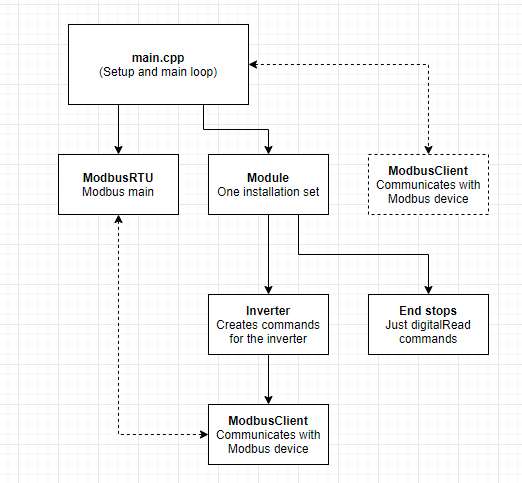 main.cpp
(Setup and main loop)
ModbusRTU
Modbus main
Module
One installation set
ModbusClient
Communicates with
Modbus device
Inverter
Creates commands
for the inverter
End stops
Just digitalRead
commands
ModbusClient
Communicates with
Modbus device